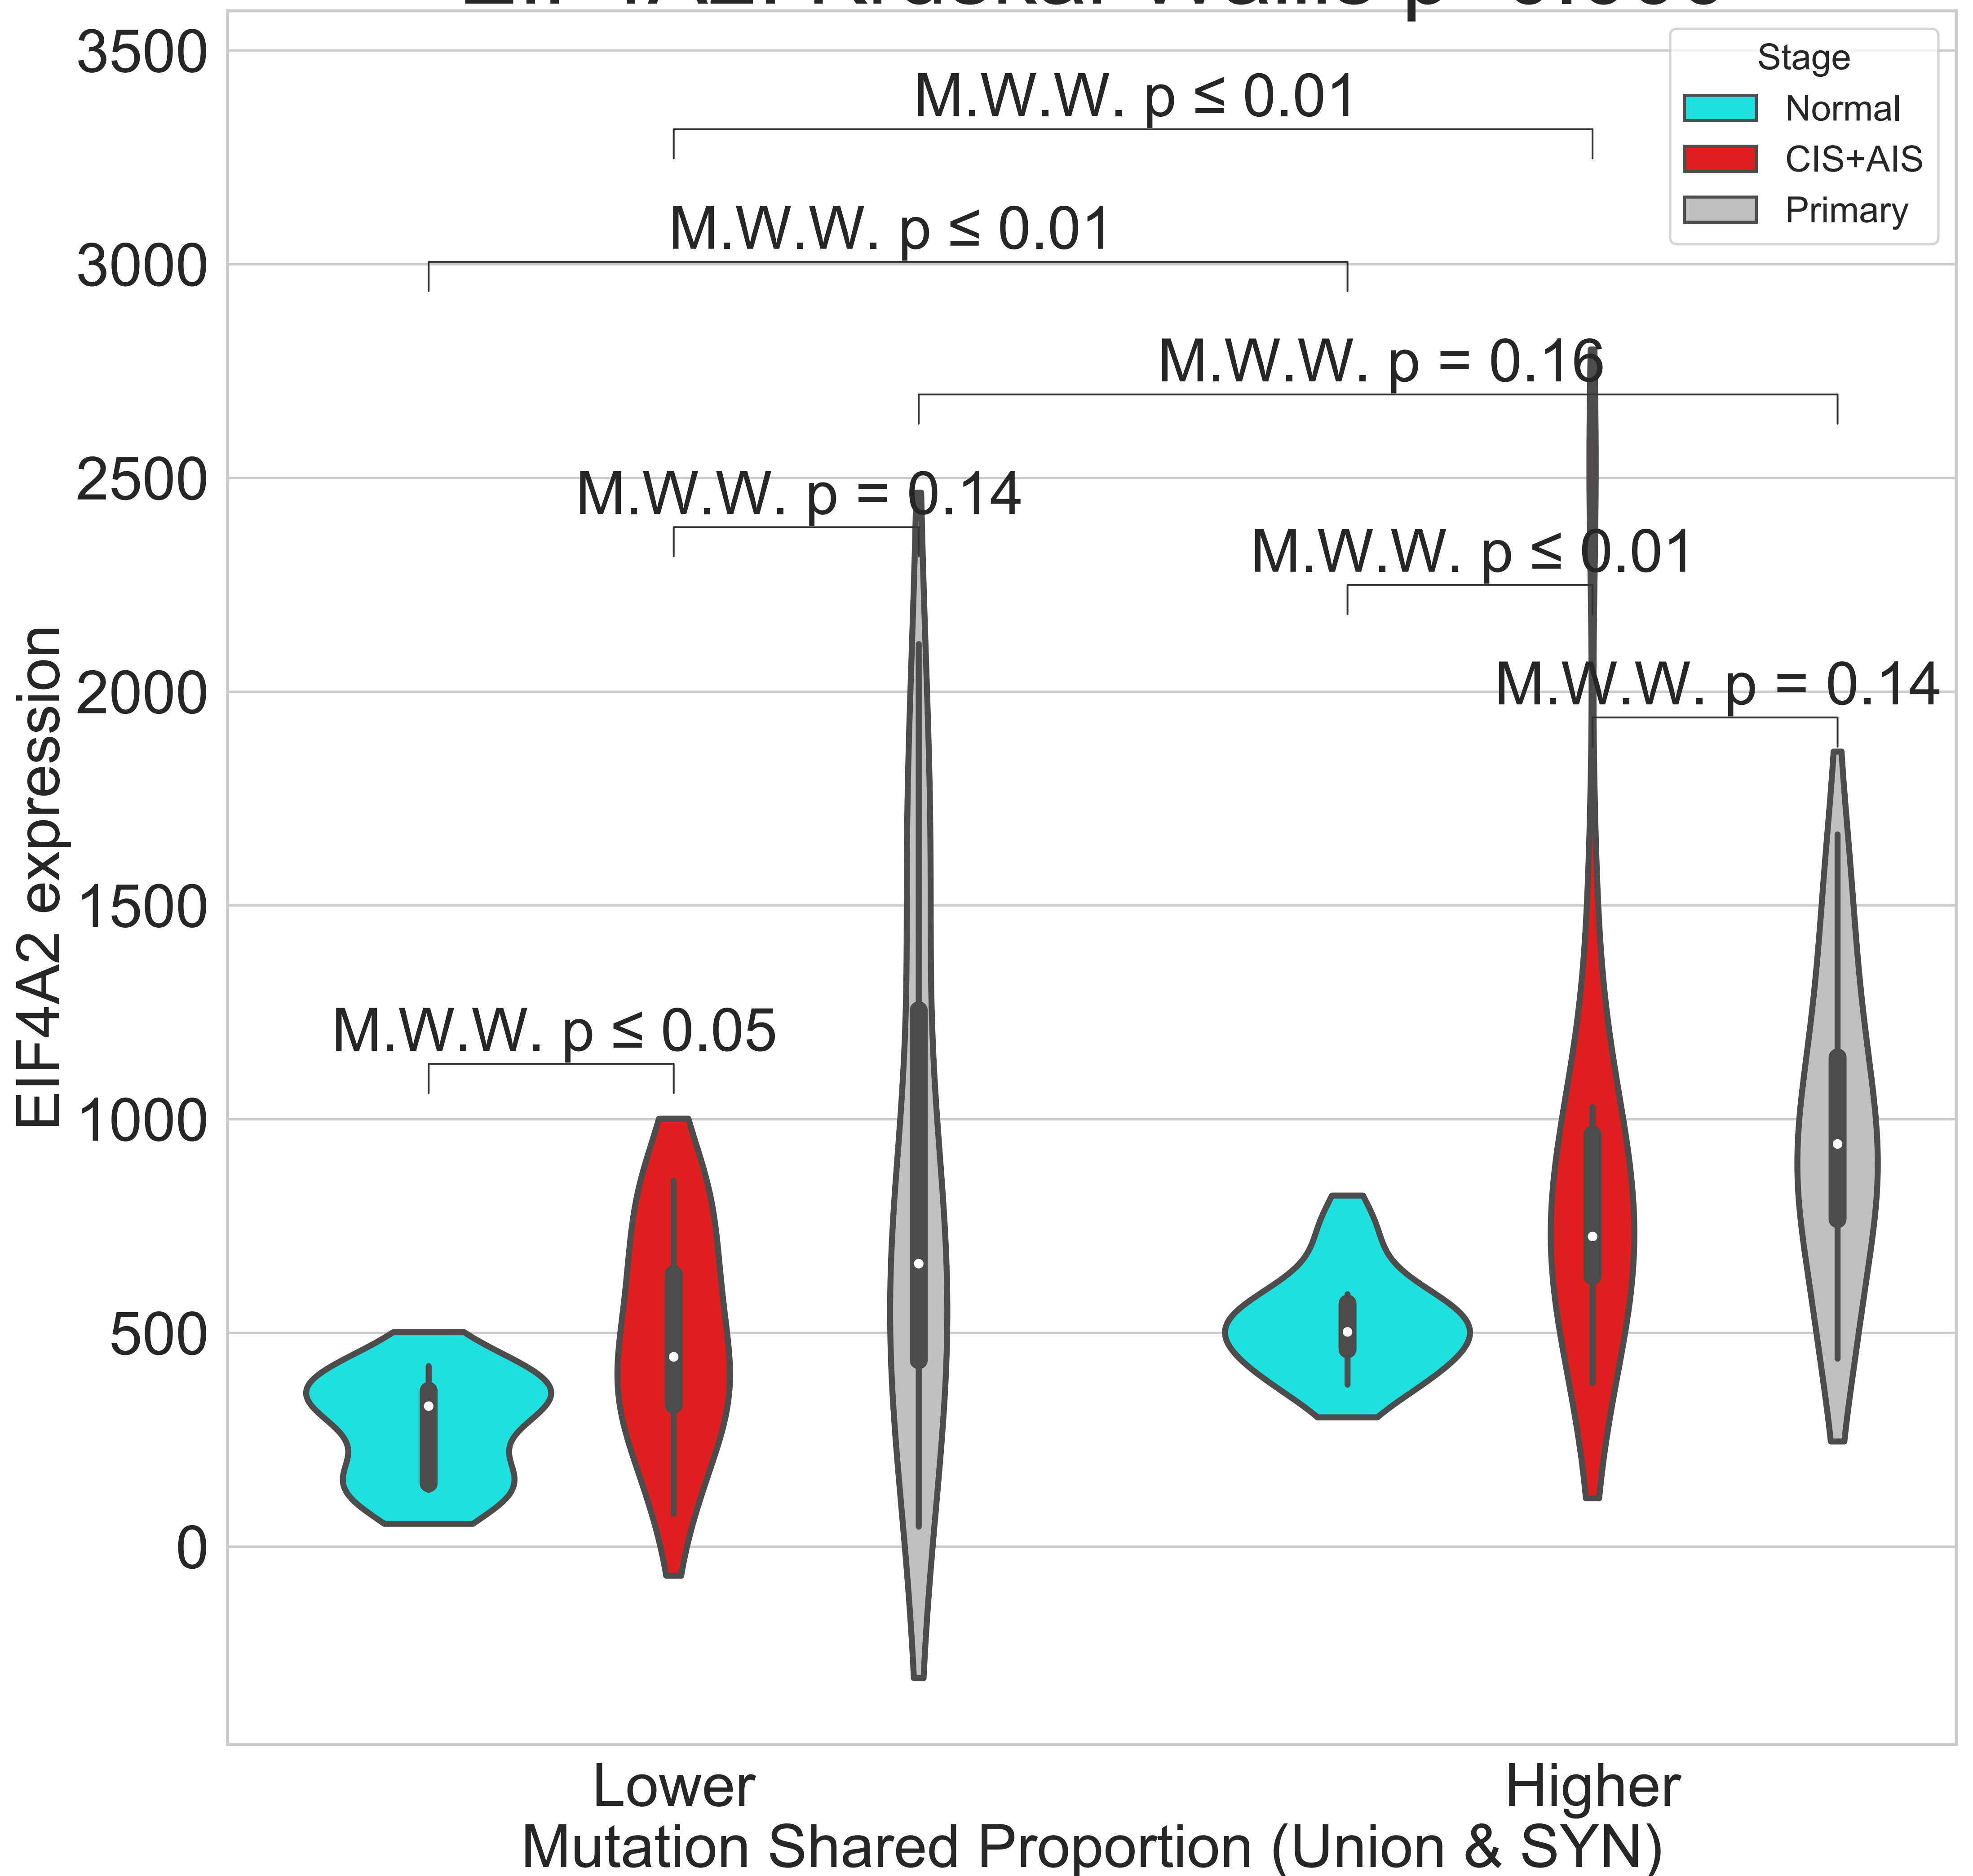 3500
3000
2500
2000
1500
1000
500
0
EIF4A2 expression
Stage
Normal
CIS+AIS
Primary
M.W.W. p ≤ 0.01
M.W.W. p ≤ 0.01
M.W.W. p = 0.16
M.W.W. p = 0.14
M.W.W. p ≤ 0.01
M.W.W. p = 0.14
M.W.W. p ≤ 0.05
Lower
Higher
Mutation Shared Proportion (Union & SYN)